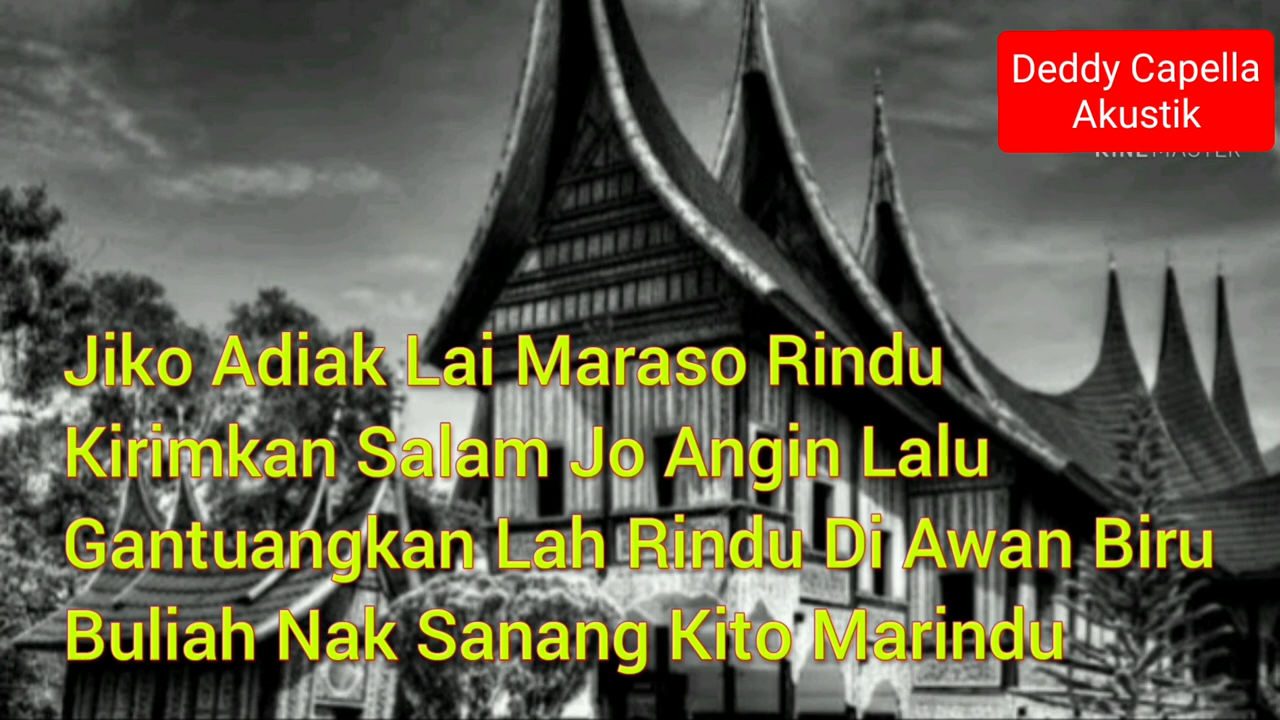 Deddy Capella
Akustik
KINEMASTER
Jiko Adiak Lai Maraso Rindu
Kirimkan Salam Jo Angin Lalu
Gantuangkan Lah Rindu Di Awan Biru
Buliah Nak Sanang Kito Marindu